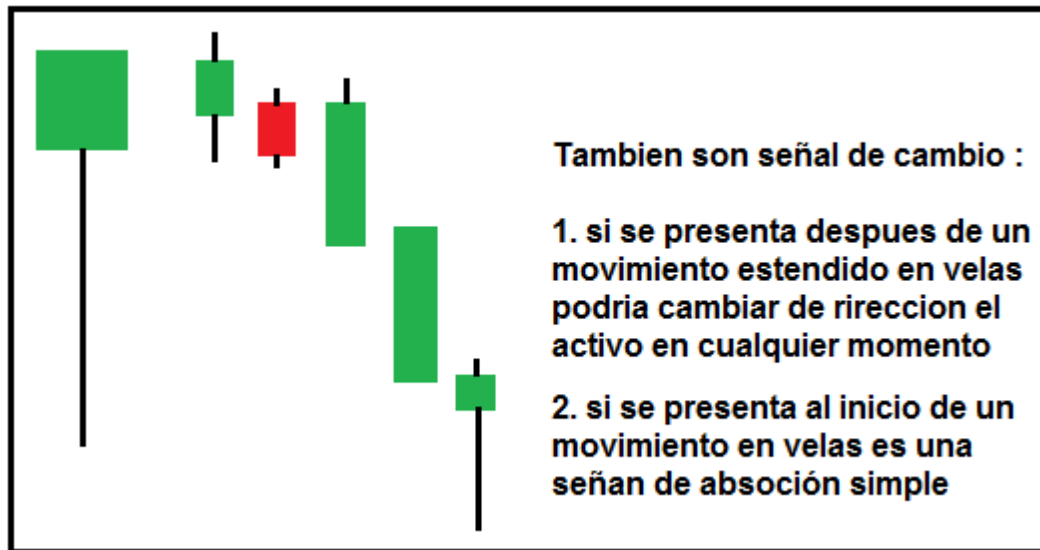 Tambien son señal de cambio :
1. si se presenta despues de un
movimiento estendido en velas
podria cambiar de rireccion el
activo en cualquier momento
2. si se presenta al inicio de un
movimiento en velas es una
señan de absoción simple